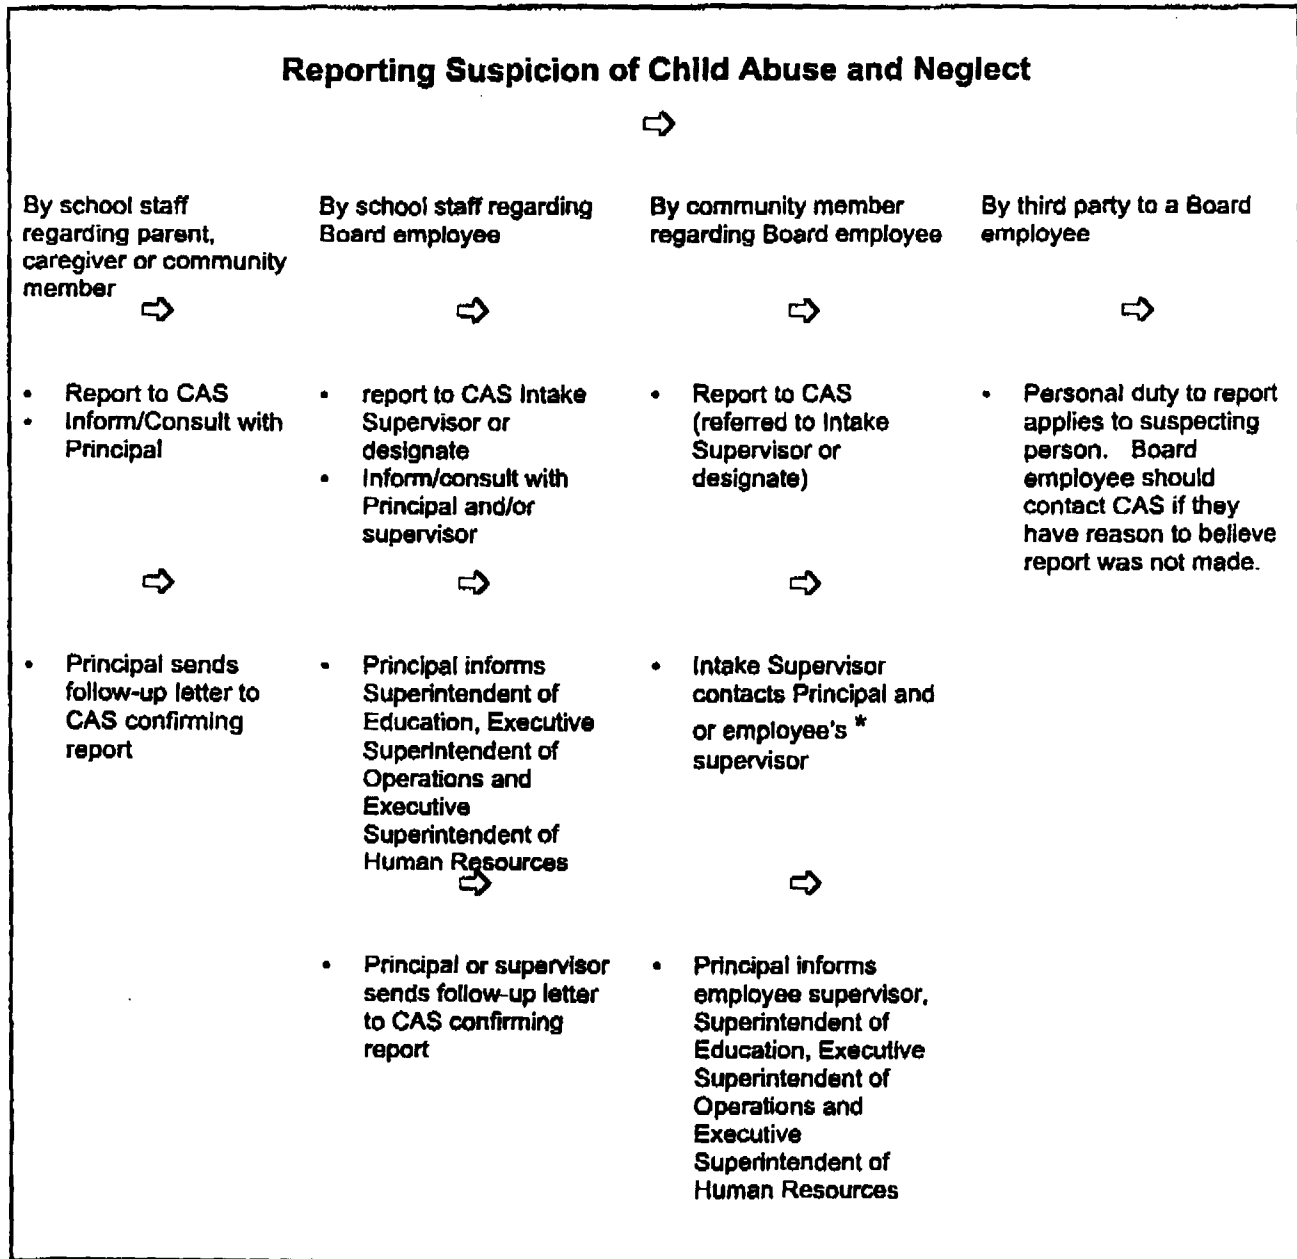 Reporting Suspicion of Child Abuse and Neglect
⇨
By school staff
regarding parent,
caregiver or community
member
⇨
• Report to CAS
• Inform/Consult with
Principal
⇨
• Principal sends
follow-up letter to
CAS confirming
report
By school staff regarding
Board employee
⇨
• report to CAS Intake
Supervisor or
designate
• Inform/consult with
Principal and/or
supervisor
⇨
• Principal informs
Superintendent of
Education, Executive
Superintendent of
Operations and
Executive
Superintendent of
Human Resources
⇨
• Principal or supervisor
sends follow-up letter
to CAS confirming
report
By community member
regarding Board employee
⇨
• Report to CAS
(referred to Intake
Supervisor or
designate)
⇨
• Intake Supervisor
contacts Principal and
or employee's *
supervisor
⇨
• Principal informs
employee supervisor,
Superintendent of
Education, Executive
Superintendent of
Operations and
Executive
Superintendent of
Human Resources
By third party to a Board
employee
⇨
• Personal duty to report
applies to suspecting
person. Board
employee should
contact CAS if they
have reason to believe
report was not made.